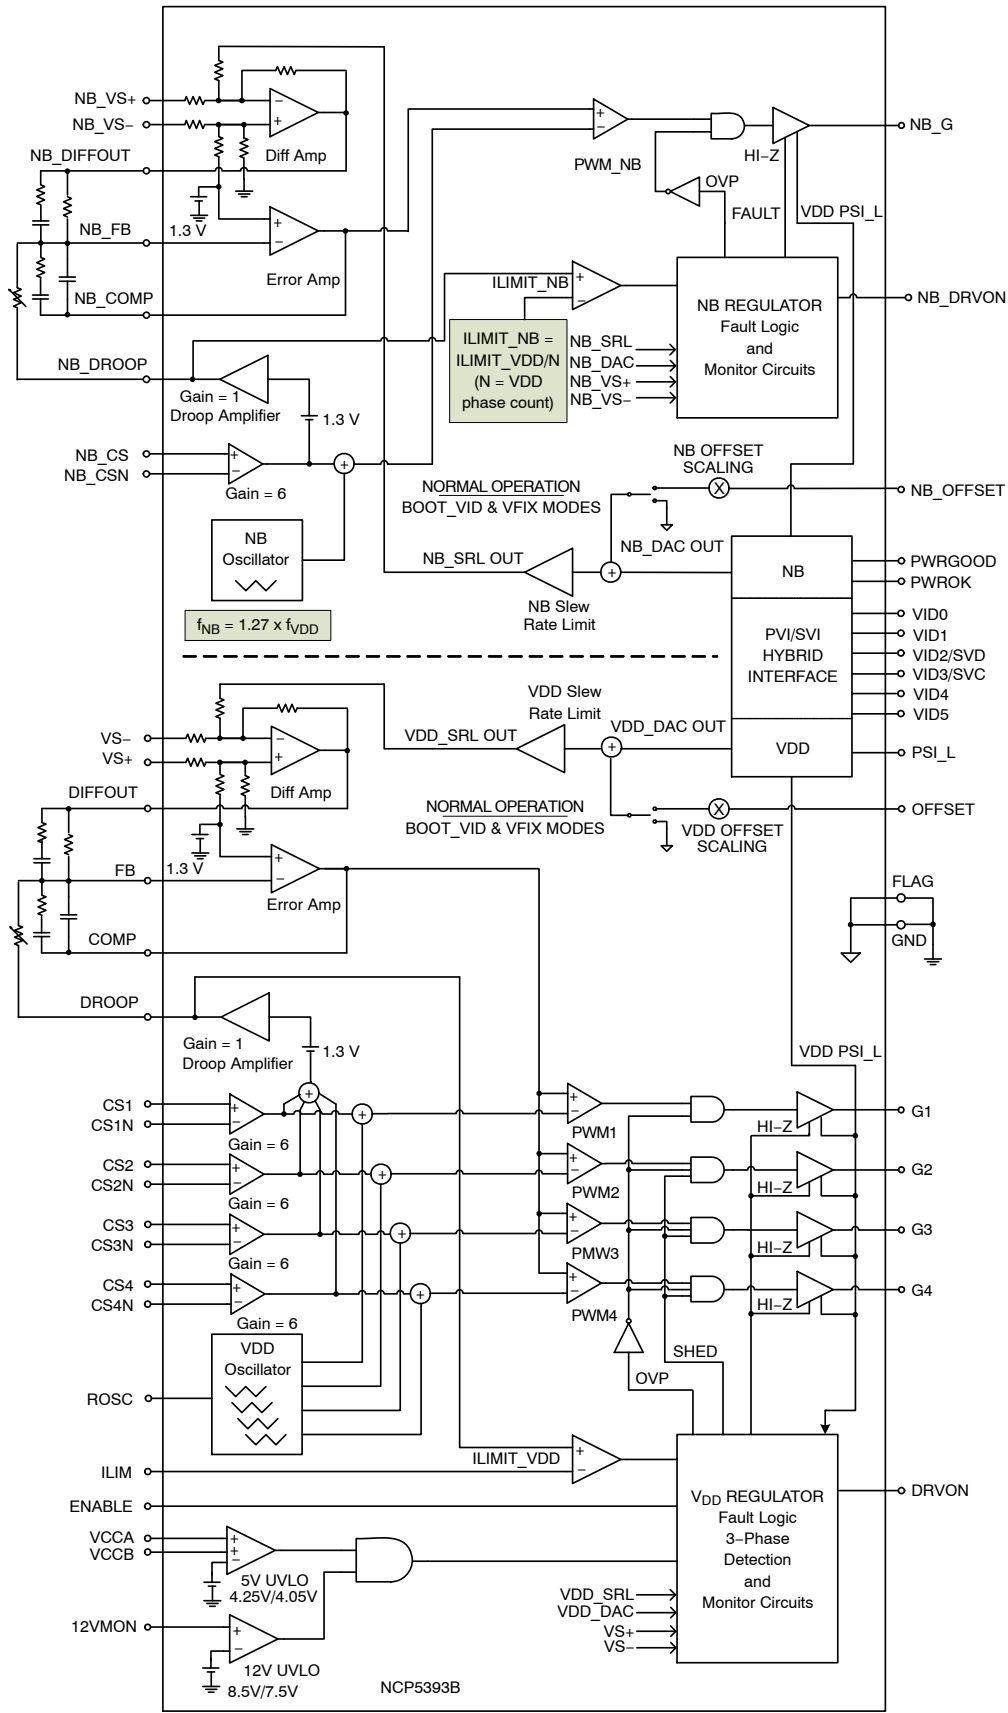 NB_VS+
NB_VS−
Diff Amp
NB_DIFFOUT
1.3 V
NB_FB
Error Amp
NB_COMP
PWM_NB
HI−Z
NB_G
OVP
FAULT
VDD PSI_L
ILIMIT_NB
ILIMIT_NB =
ILIMIT_VDD/N
(N = VDD
phase count)
NB_SRL
NB_DAC
NB_VS+
NB_VS−
NB REGULATOR
Fault Logic
and
Monitor Circuits
NB_DRVON
NB_DROOP
Gain = 1
Droop Amplifier
1.3 V
NB_CS
NB_CSN
Gain = 6
NB
Oscillator
fNB = 1.27 x fVDD
NB OFFSET
SCALING
X
NB_OFFSET
NORMAL OPERATION
BOOT_VID & VFIX MODES
NB_SRL OUT
NB_DAC OUT
NB Slew
Rate Limit
NB
PVI/SVI
HYBRID
INTERFACE
VDD
PWRGOOD
PWROK
VID0
VID1
VID2/SVD
VID3/SVC
VID4
VID5
PSI_L
VS−
VS+
Diff Amp
VDD_SRL OUT
VDD Slew
Rate Limit
VDD_DAC OUT
NORMAL OPERATION
BOOT_VID & VFIX MODES
X
VDD OFFSET
SCALING
OFFSET
DIFFOUT
1.3 V
FB
Error Amp
COMP
FLAG
GND
DROOP
Gain = 1
Droop Amplifier
1.3 V
VDD PSI_L
CS1
CS1N
Gain = 6
PWM1
HI−Z
G1
CS2
CS2N
Gain = 6
PWM2
HI−Z
G2
CS3
CS3N
Gain = 6
PMW3
HI−Z
G3
CS4
CS4N
Gain = 6
PWM4
HI−Z
G4
VDD
Oscillator
ROSC
SHED
OVP
ILIMIT_VDD
ILIM
ENABLE
VCCA
VCCB
5V UVLO
4.25V/4.05V
12VMON
12V UVLO
8.5V/7.5V
VDD REGULATOR
Fault Logic
3−Phase
Detection
and
Monitor Circuits
DRVON
VDD_SRL
VDD_DAC
VS+
VS−
NCP5393B